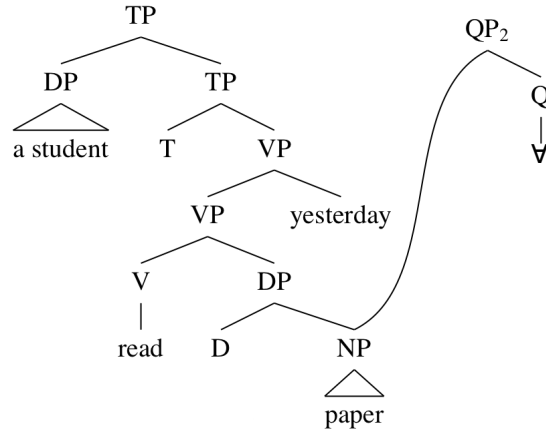 TP
QP₂
DP TP Q
a student T VP ∀
VP yesterday
V DP
read D NP
paper